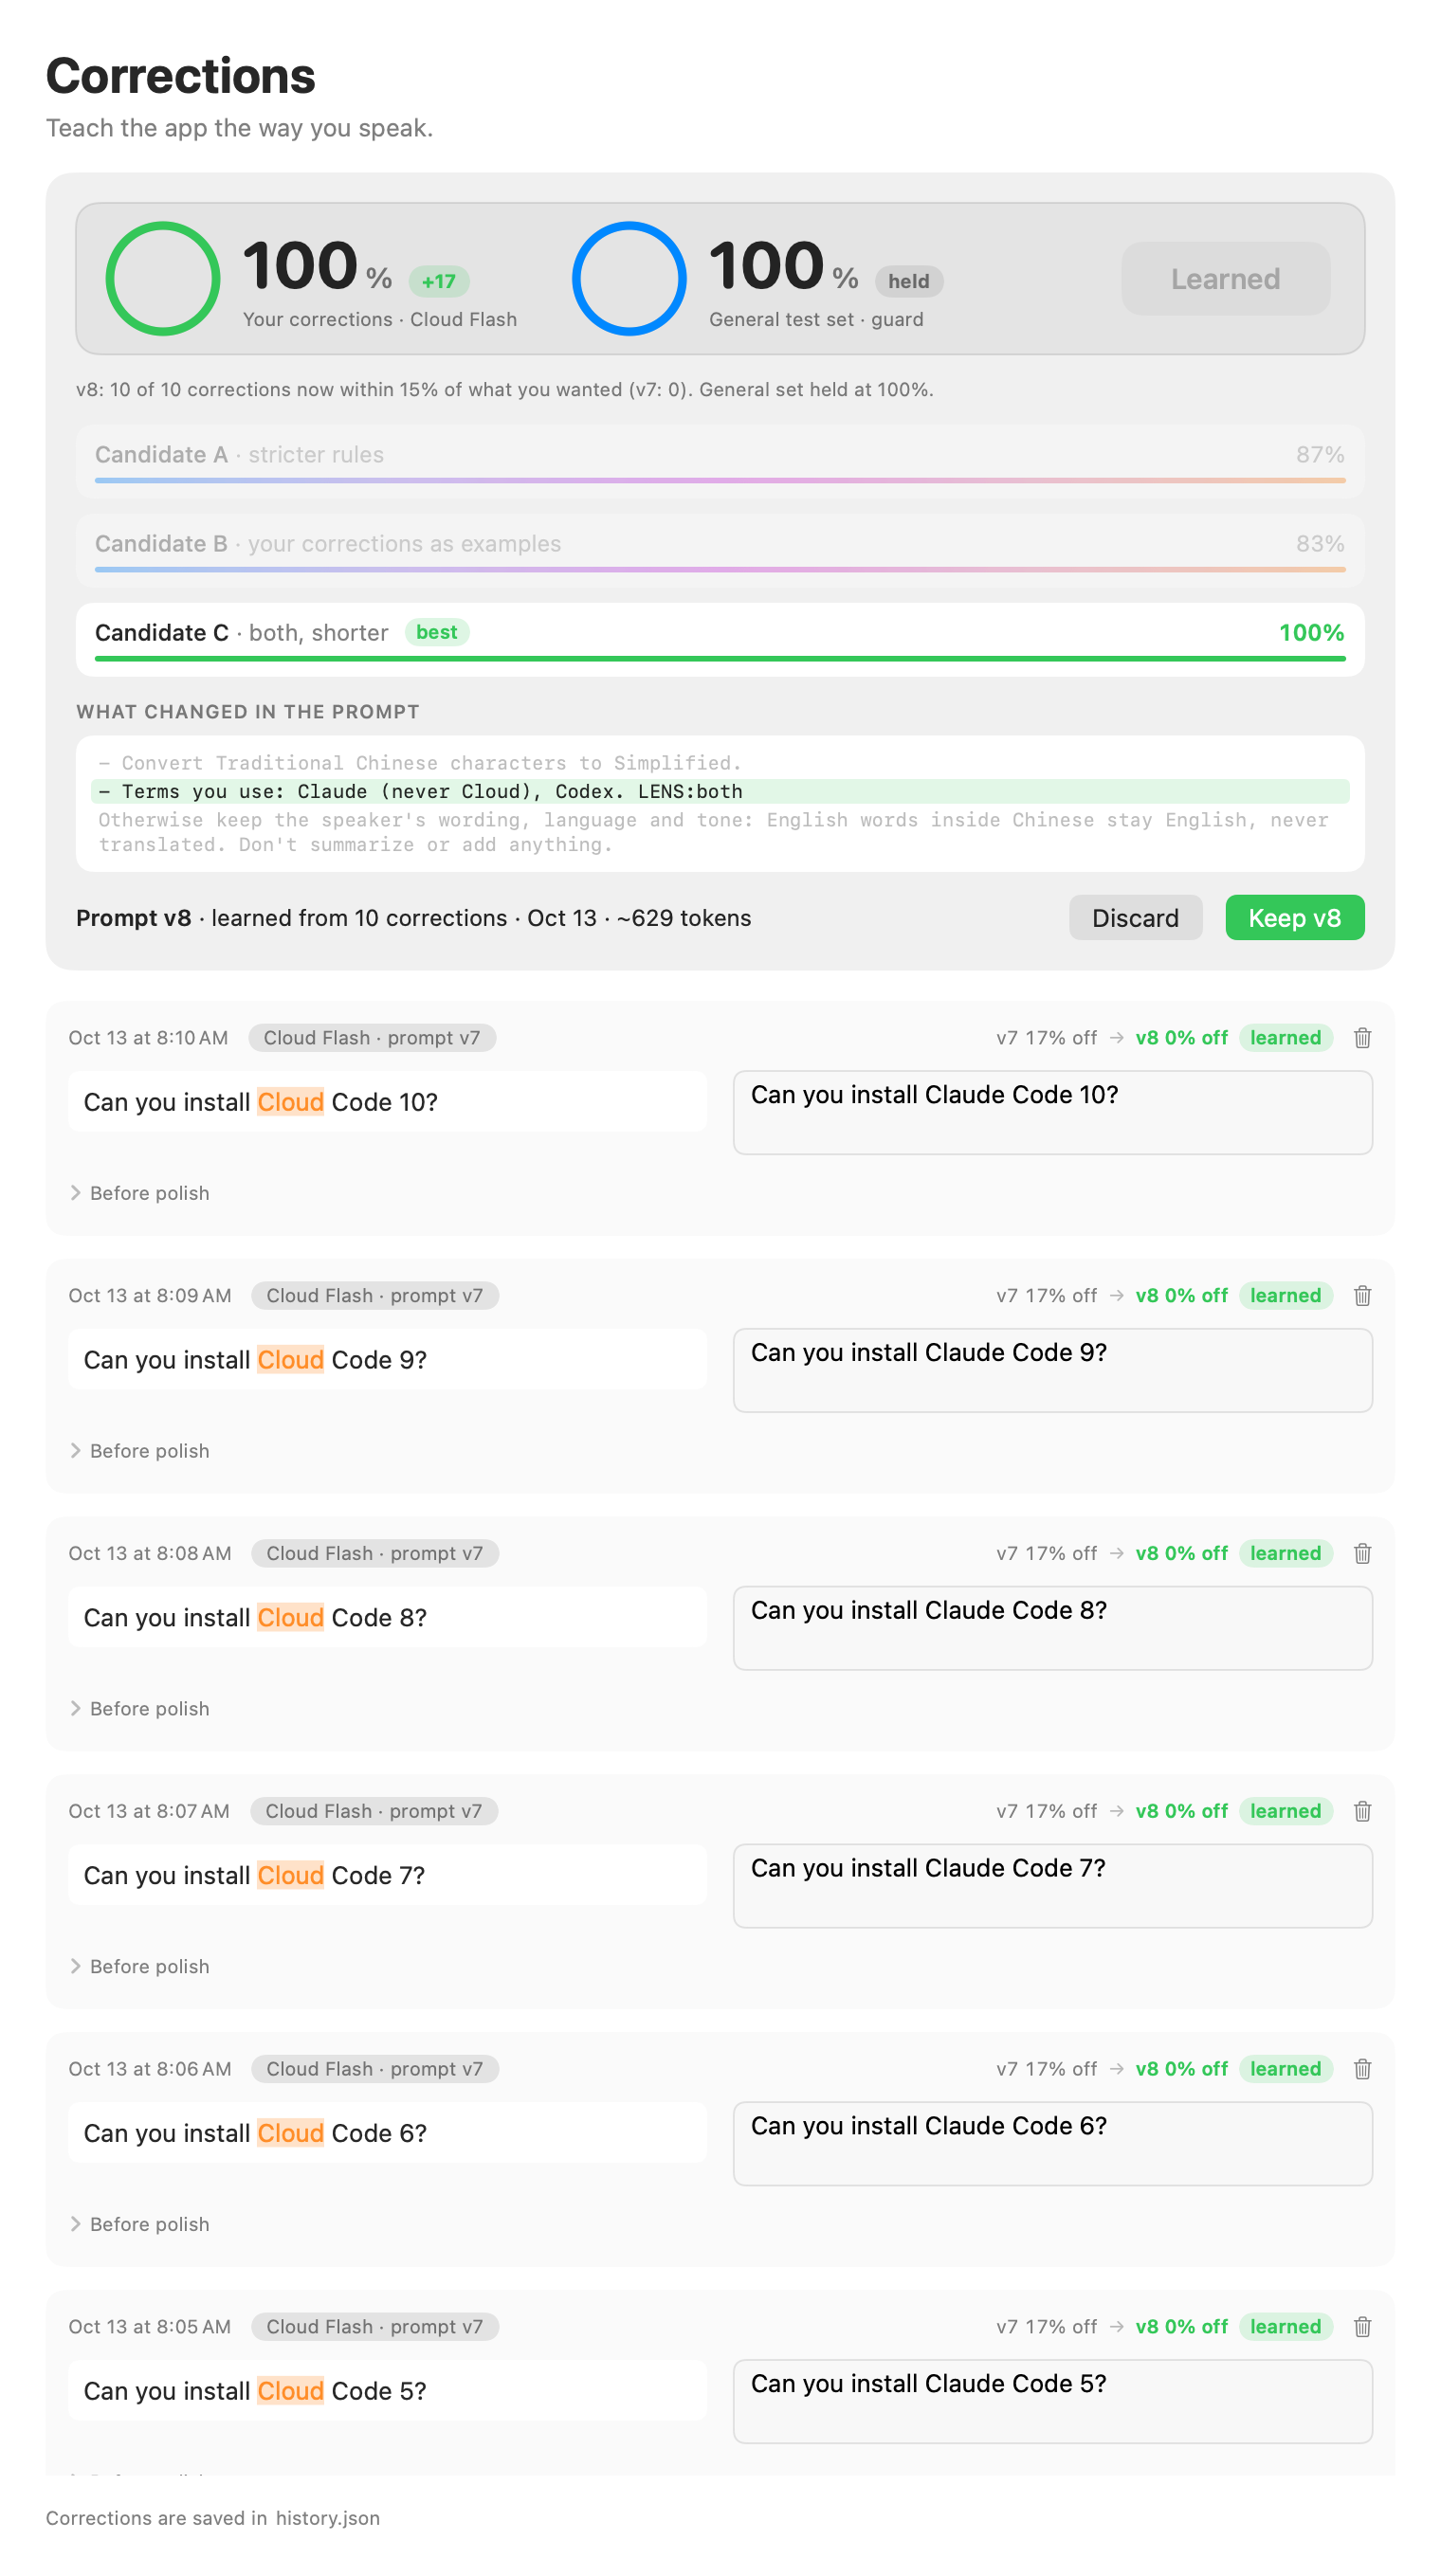 Corrections
Teach the app the way you speak.
100 % +17
Your corrections · Cloud Flash
100 % held
General test set · guard
Learned
v8: 10 of 10 corrections now within 15% of what you wanted (v7: 0). General set held at 100%.
Candidate A · stricter rules 87%
Candidate B · your corrections as examples 83%
Candidate C · both, shorter best 100%
WHAT CHANGED IN THE PROMPT
– Convert Traditional Chinese characters to Simplified.
– Terms you use: Claude (never Cloud), Codex. LENS:both
Otherwise keep the speaker's wording, language and tone: English words inside Chinese stay English, never
translated. Don't summarize or add anything.
Prompt v8 · learned from 10 corrections · Oct 13 · ~629 tokens
Discard
Keep v8
Oct 13 at 8:10 AM Cloud Flash · prompt v7 v7 17% off → v8 0% off learned
Can you install Cloud Code 10?
Can you install Claude Code 10?
Before polish
Oct 13 at 8:09 AM Cloud Flash · prompt v7 v7 17% off → v8 0% off learned
Can you install Cloud Code 9?
Can you install Claude Code 9?
Before polish
Oct 13 at 8:08 AM Cloud Flash · prompt v7 v7 17% off → v8 0% off learned
Can you install Cloud Code 8?
Can you install Claude Code 8?
Before polish
Oct 13 at 8:07 AM Cloud Flash · prompt v7 v7 17% off → v8 0% off learned
Can you install Cloud Code 7?
Can you install Claude Code 7?
Before polish
Oct 13 at 8:06 AM Cloud Flash · prompt v7 v7 17% off → v8 0% off learned
Can you install Cloud Code 6?
Can you install Claude Code 6?
Before polish
Oct 13 at 8:05 AM Cloud Flash · prompt v7 v7 17% off → v8 0% off learned
Can you install Cloud Code 5?
Can you install Claude Code 5?
Corrections are saved in history.json